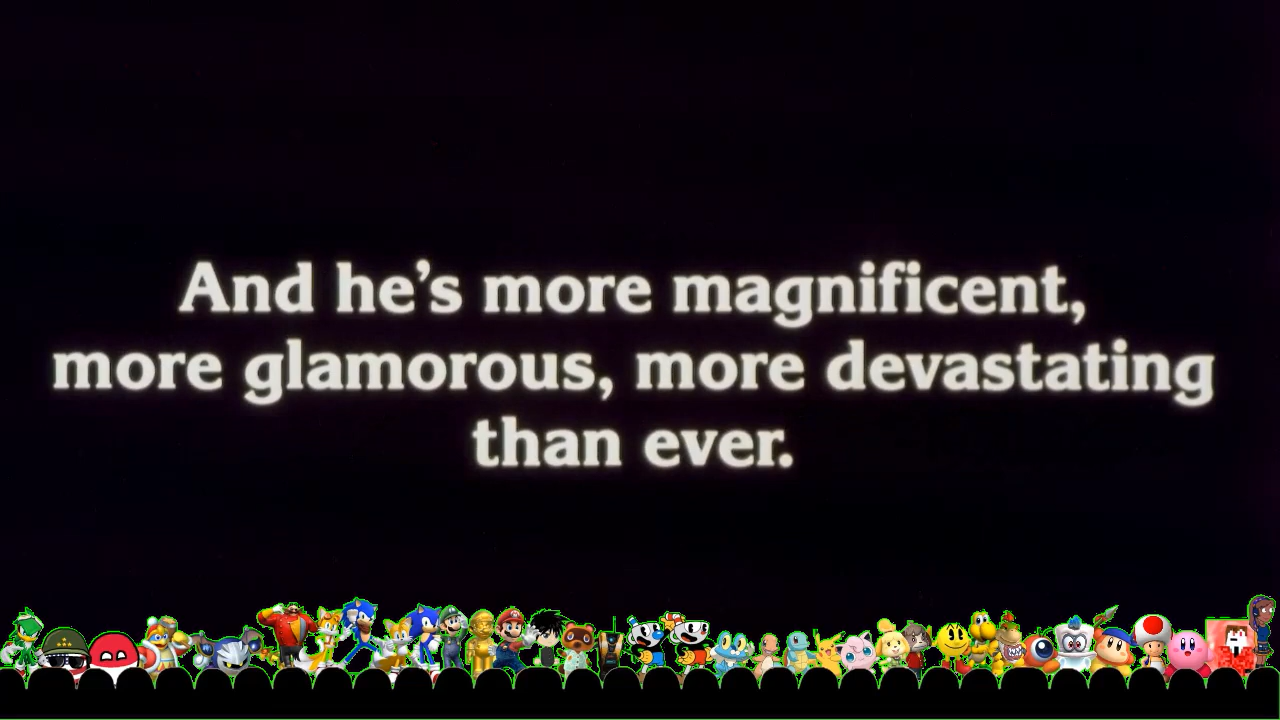 And he’s more magnificent,
more glamorous, more devastating
than ever.